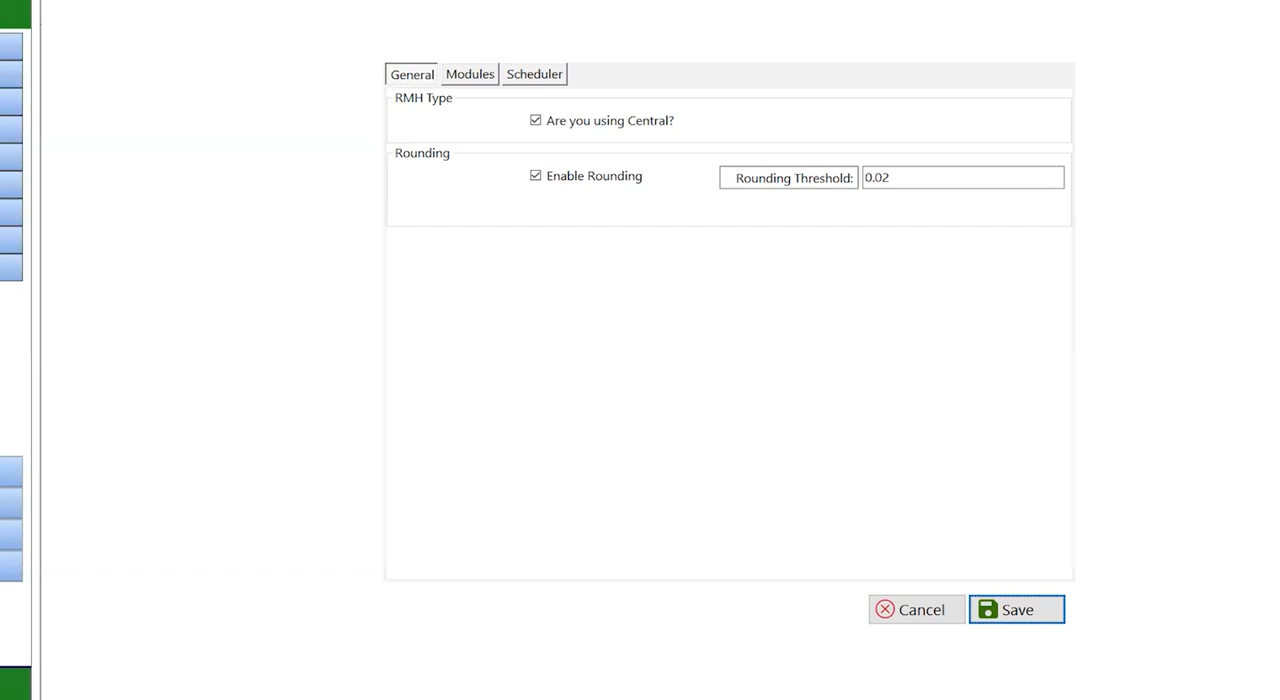 General Modules Scheduler
RMH Type
Are you using Central?
Rounding
Enable Rounding Rounding Threshold: 0.02
Cancel Save